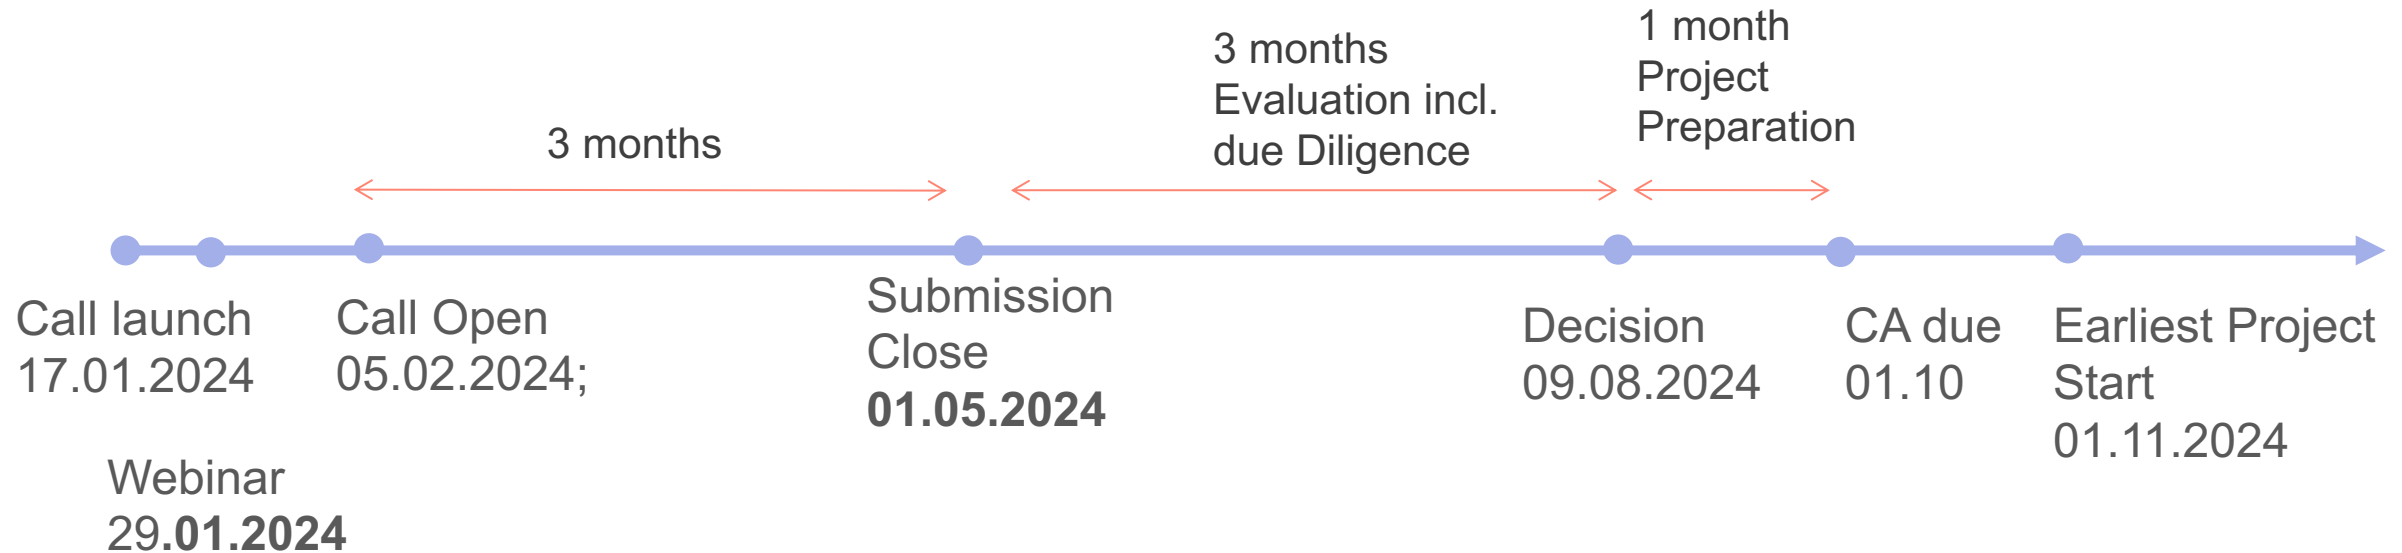 3 months
3 months
Evaluation incl.
due Diligence
1 month
Project
Preparation
Call launch
17.01.2024
Webinar
29.01.2024
Call Open
05.02.2024;
Submission
Close
01.05.2024
Decision
09.08.2024
CA due
01.10
Earliest Project
Start
01.11.2024